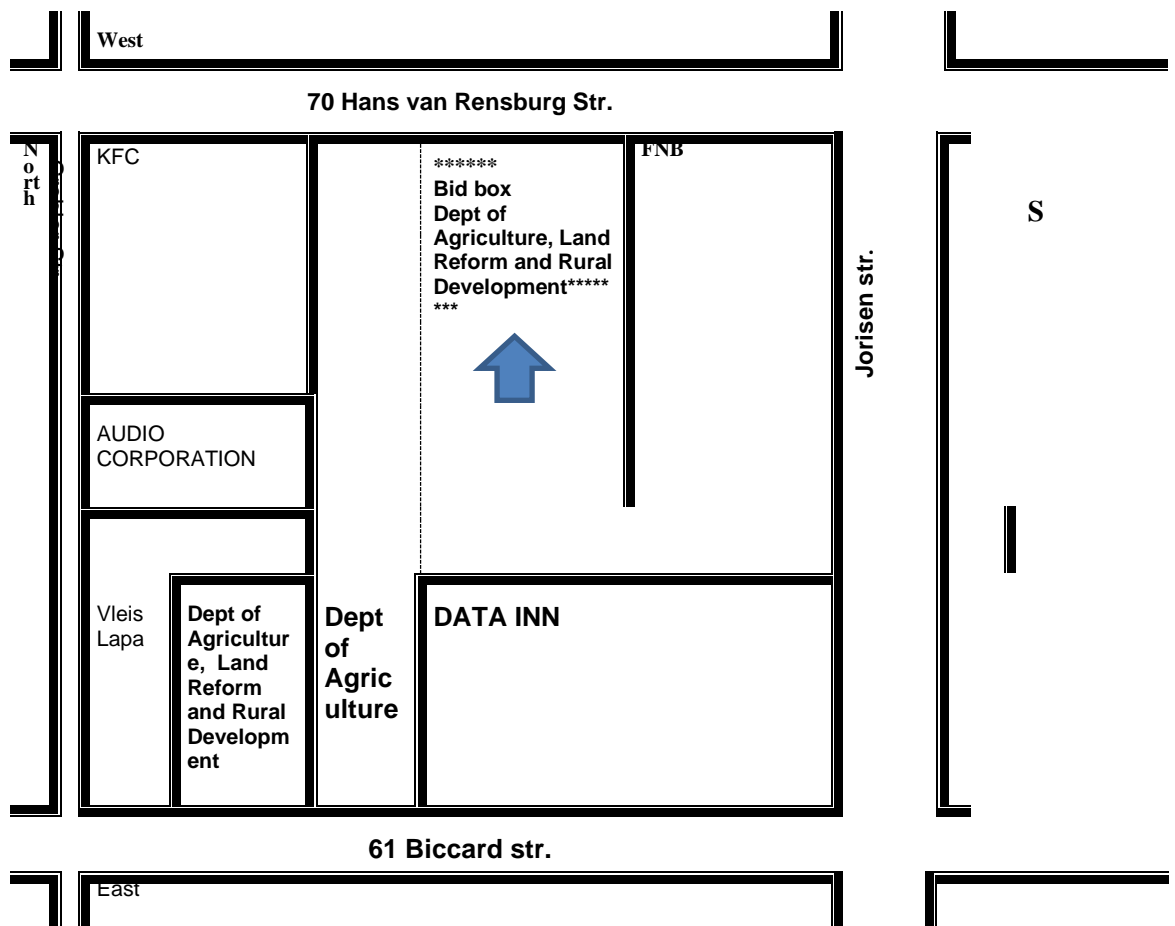 West
70 Hans van Rensburg Str.
N
o
rt
h
KFC
******
Bid box
Dept of
Agriculture, Land
Reform and Rural
Development*****
***
FNB
S
Jorisen str.
AUDIO
CORPORATION
Vleis
Lapa
Dept of
Agricultur
e, Land
Reform
and Rural
Developm
ent
Dept
of
Agric
ulture
DATA INN
61 Biccard str.
East